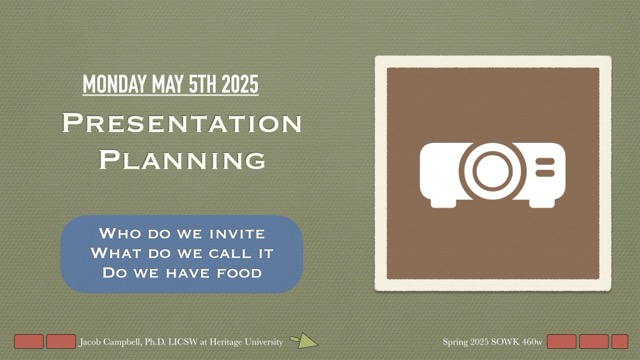 MONDAY MAY 5TH 2025
PRESENTATION
PLANNING
WHO DO WE INVITE
WHAT DO WE CALL IT
DO WE HAVE FOOD
Jacob Campbell, Ph.D. LICSW at Heritage University
Spring 2025 SOWK 460w